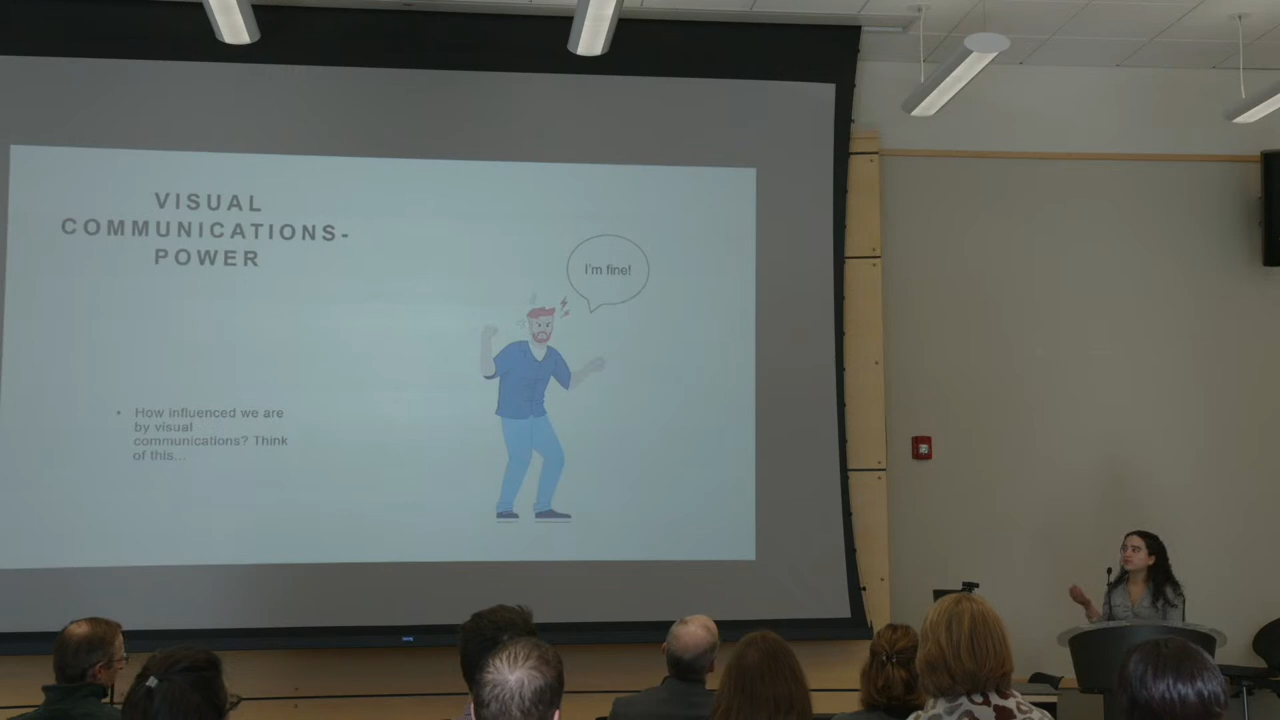 VISUAL
COMMUNICATIONS-
POWER
I'm fine!
• How influenced we are
by visual
communications? Think
of this...